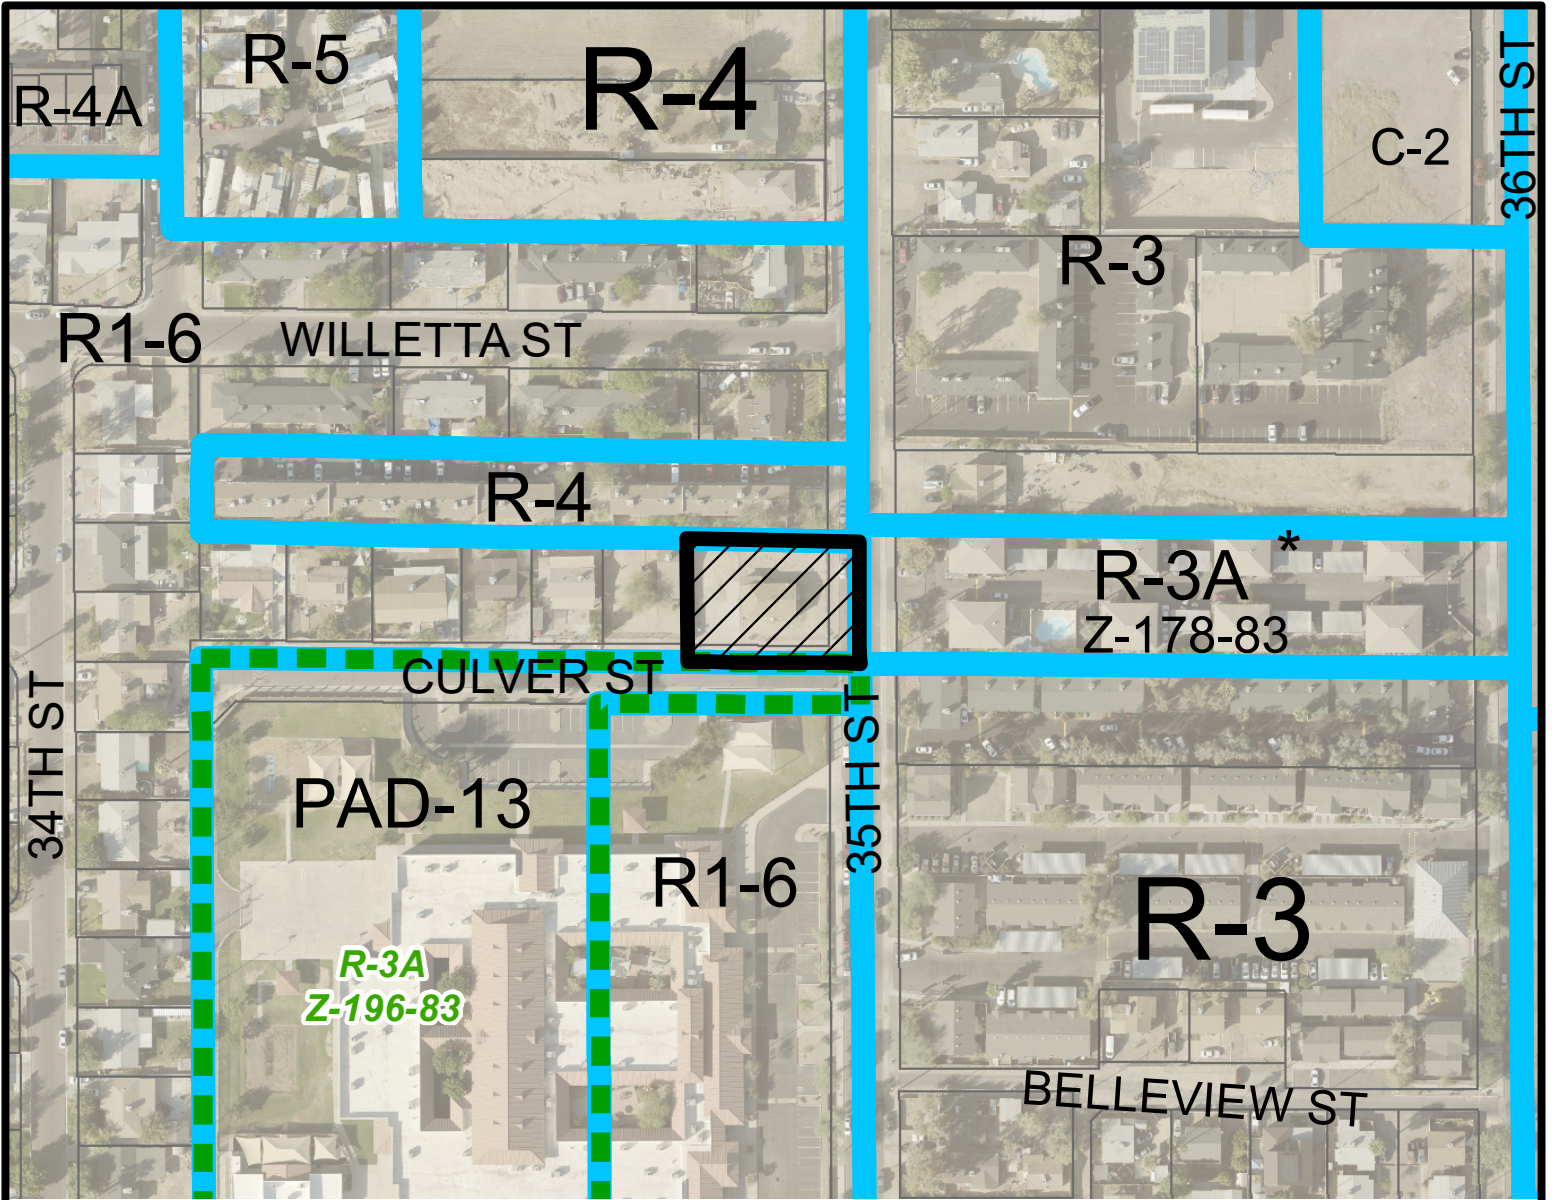 R-5
R-4
R-4A
C-2
36TH ST
R-3
R1-6
WILLETTA ST
R-4
*
R-3A
Z-178-83
CULVER ST
34TH ST
35TH ST
PAD-13
R1-6
R-3
R-3A
Z-196-83
BELLEVIEW ST